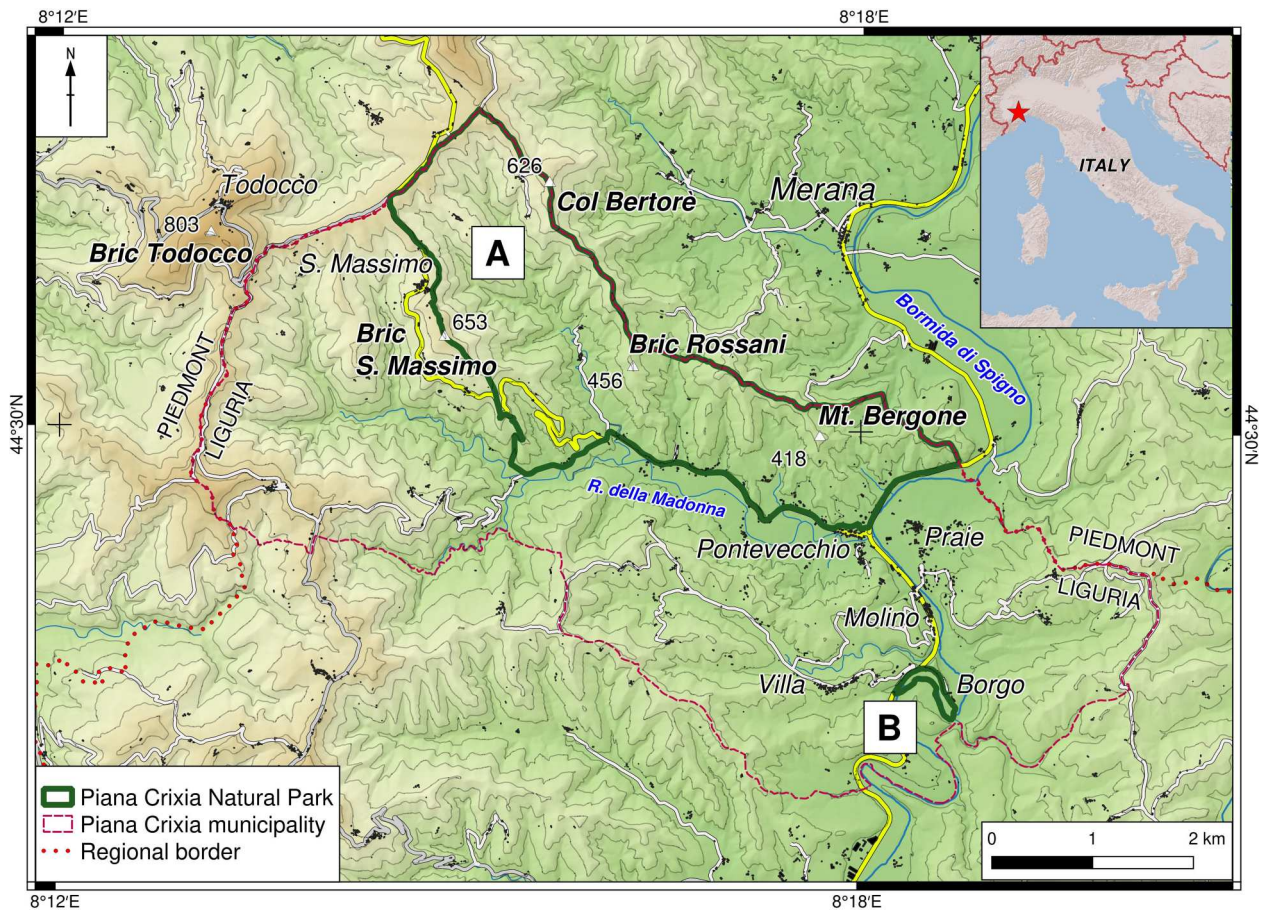 8°12'E
8°18'E
N
ITALY
626
Todocco
Merana
Col Bertore
803
Bric Todocco
A
S. Massimo
653
Bric
S. Massimo
Bormida di Spigno
Bric Rossani
PIEDMONT
LIGURIA
456
44°30'N
44°30'N
Mt. Bergone
418
R. della Madonna
Pontevecchio
Praie
PIEDMONT
LIGURIA
Molino
Villa
Borgo
B
Piana Crixia Natural Park
Piana Crixia municipality
Regional border
0 1 2 km
8°12'E
8°18'E